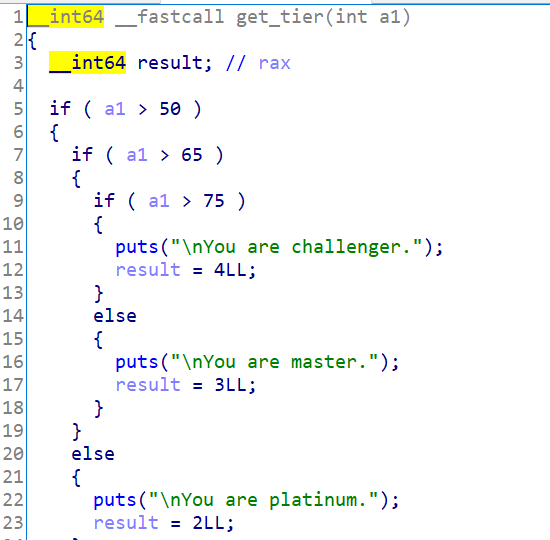 1 __int64 __fastcall get_tier(int a1)
2 {
3   __int64 result; // rax
4
5   if ( a1 > 50 )
6   {
7     if ( a1 > 65 )
8     {
9       if ( a1 > 75 )
10       {
11         puts("\nYou are challenger.");
12         result = 4LL;
13       }
14       else
15       {
16         puts("\nYou are master.");
17         result = 3LL;
18       }
19     }
20     else
21     {
22       puts("\nYou are platinum.");
23       result = 2LL;